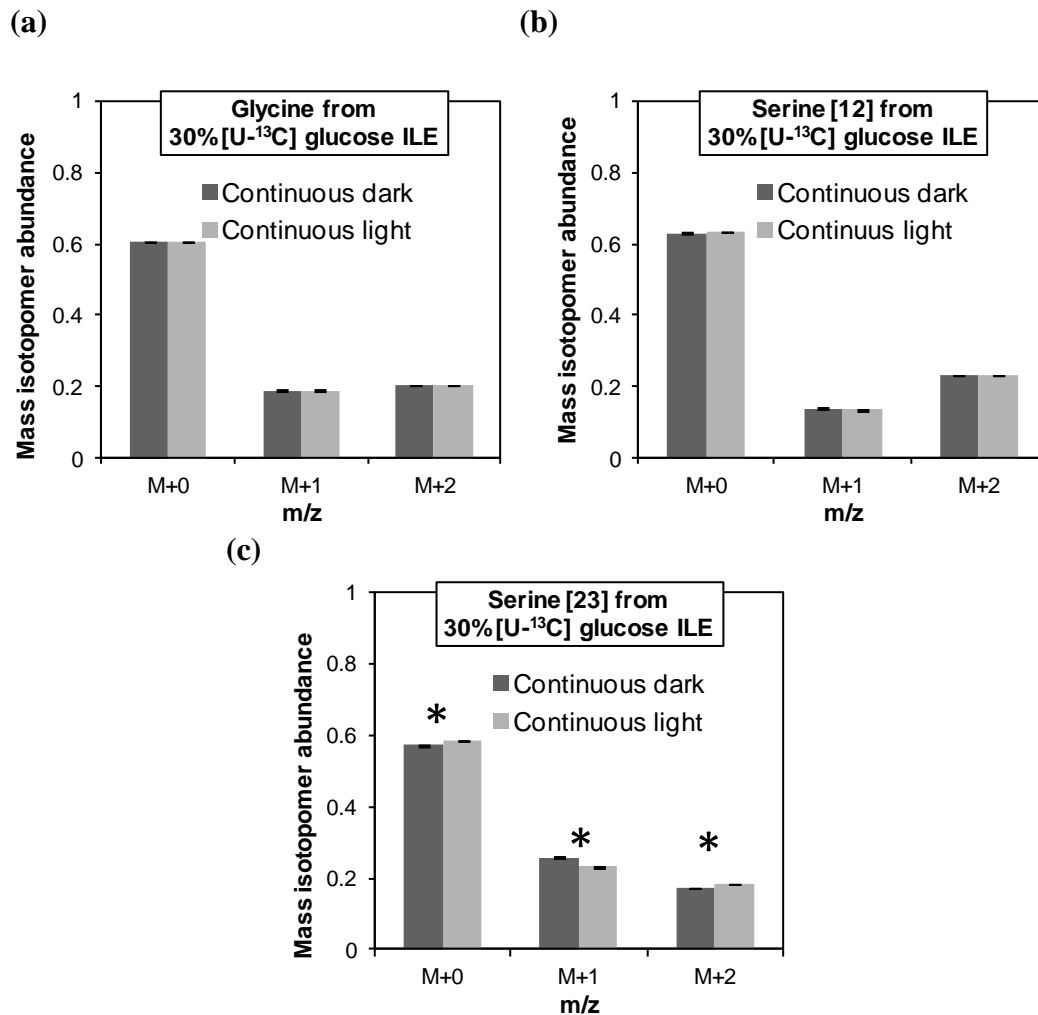 (a)
Glycine from
30% [U-¹³C] glucose ILE
Continuous dark
Continuous light
Mass isotopomer abundance
1
0.8
0.6
0.4
0.2
0
M+0 M+1 M+2
m/z
(b)
Serine [12] from
30% [U-¹³C] glucose ILE
Continuous dark
Continuus light
Mass isotopomer abundance
1
0.8
0.6
0.4
0.2
0
M+0 M+1 M+2
m/z
(c)
Serine [23] from
30% [U-¹³C] glucose ILE
Continuous dark
Continuous light
Mass isotopomer abundance
1
0.8
0.6
0.4
0.2
0
* * *
M+0 M+1 M+2
m/z